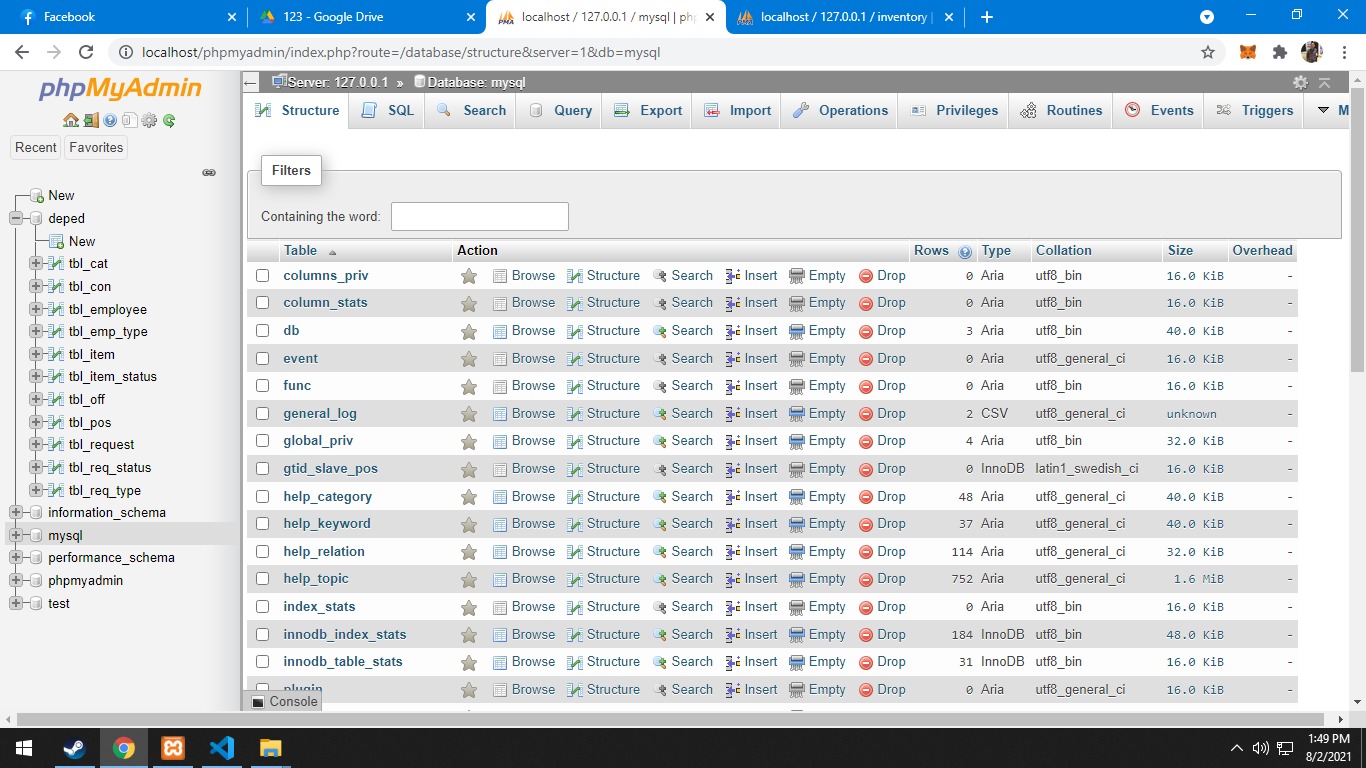 Facebook
123 - Google Drive
localhost / 127.0.0.1 / mysql | ph
localhost / 127.0.0.1 / inventory |
localhost/phpmyadmin/index.php?route=/database/structure&server=1&db=mysql
phpMyAdmin
Recent Favorites
New
deped
New
tbl_cat
tbl_con
tbl_employee
tbl_emp_type
tbl_item
tbl_item_status
tbl_off
tbl_pos
tbl_request
tbl_req_status
tbl_req_type
information_schema
mysql
performance_schema
phpmyadmin
test
Server: 127.0.0.1 » Database: mysql
Structure SQL Search Query Export Import Operations Privileges Routines Events Triggers M
Filters
Containing the word:
Table Action Rows Type Collation Size Overhead
columns_priv Browse Structure Search Insert Empty Drop 0 Aria utf8_bin 16.0 KiB -
column_stats Browse Structure Search Insert Empty Drop 0 Aria utf8_bin 16.0 KiB -
db Browse Structure Search Insert Empty Drop 3 Aria utf8_bin 40.0 KiB -
event Browse Structure Search Insert Empty Drop 0 Aria utf8_general_ci 16.0 KiB -
func Browse Structure Search Insert Empty Drop 0 Aria utf8_bin 16.0 KiB -
general_log Browse Structure Search Insert Empty Drop 2 CSV utf8_general_ci unknown -
global_priv Browse Structure Search Insert Empty Drop 4 Aria utf8_bin 32.0 KiB -
gtid_slave_pos Browse Structure Search Insert Empty Drop 0 InnoDB latin1_swedish_ci 16.0 KiB -
help_category Browse Structure Search Insert Empty Drop 48 Aria utf8_general_ci 40.0 KiB -
help_keyword Browse Structure Search Insert Empty Drop 37 Aria utf8_general_ci 40.0 KiB -
help_relation Browse Structure Search Insert Empty Drop 114 Aria utf8_general_ci 32.0 KiB -
help_topic Browse Structure Search Insert Empty Drop 752 Aria utf8_general_ci 1.6 MiB -
index_stats Browse Structure Search Insert Empty Drop 0 Aria utf8_bin 16.0 KiB -
innodb_index_stats Browse Structure Search Insert Empty Drop 184 InnoDB utf8_bin 48.0 KiB -
innodb_table_stats Browse Structure Search Insert Empty Drop 31 InnoDB utf8_bin 16.0 KiB -
plugin Browse Structure Search Insert Empty Drop 0 Aria utf8_general_ci 16.0 KiB -
Console
1:49 PM
8/2/2021